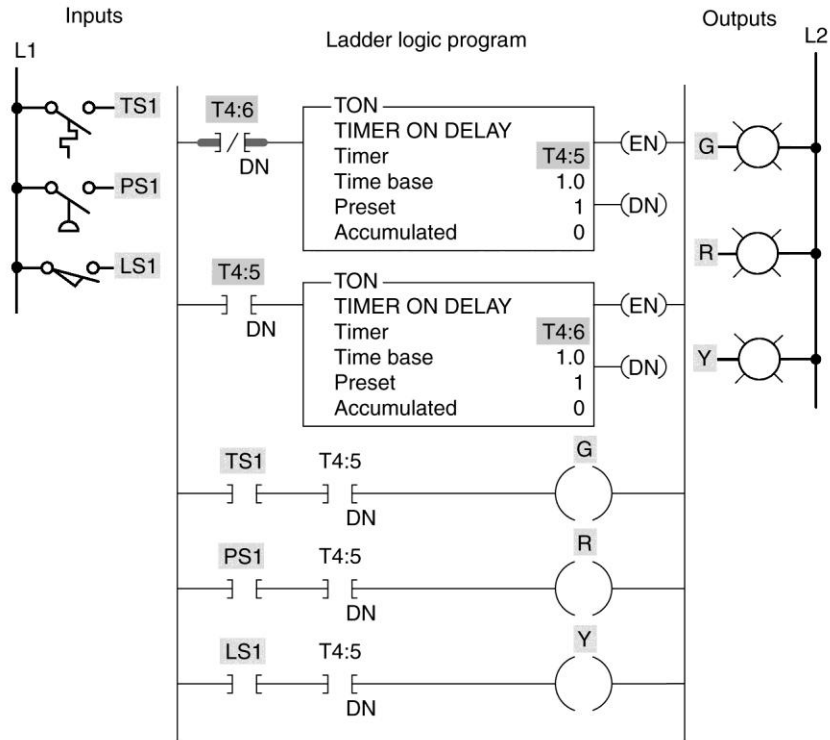 Inputs
Ladder logic program
Outputs
L1
L2
TS1
PS1
LS1
T4:6
DN
TON
TIMER ON DELAY
Timer T4:5
Time base 1.0
Preset 1
Accumulated 0
(EN)
(DN)
T4:5
DN
TON
TIMER ON DELAY
Timer T4:6
Time base 1.0
Preset 1
Accumulated 0
(EN)
(DN)
TS1 T4:5 G
DN
PS1 T4:5 R
DN
LS1 T4:5 Y
DN
G
R
Y